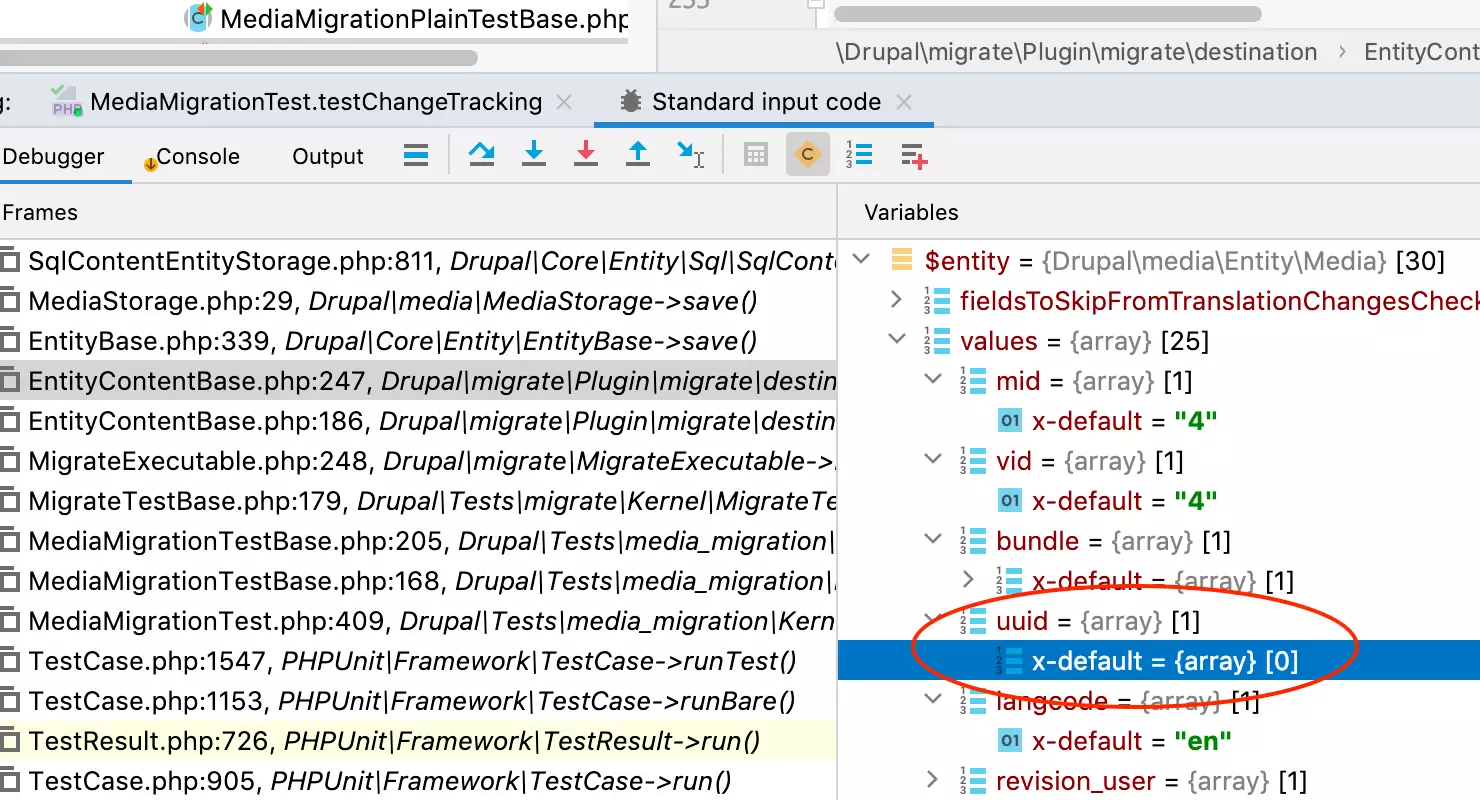 MediaMigrationPlainTestBase.php
255
\Drupal\migrate\Plugin\migrate\destination › EntityCont
g: PHP MediaMigrationTest.testChangeTracking × Standard input code ×
Debugger Console Output
Frames
SqlContentEntityStorage.php:811, Drupal\Core\Entity\Sql\SqlConte
MediaStorage.php:29, Drupal\media\MediaStorage->save()
EntityBase.php:339, Drupal\Core\Entity\EntityBase->save()
EntityContentBase.php:247, Drupal\migrate\Plugin\migrate\destin
EntityContentBase.php:186, Drupal\migrate\Plugin\migrate\destin
MigrateExecutable.php:248, Drupal\migrate\MigrateExecutable->
MigrateTestBase.php:179, Drupal\Tests\migrate\Kernel\MigrateTe
MediaMigrationTestBase.php:205, Drupal\Tests\media_migration\
MediaMigrationTestBase.php:168, Drupal\Tests\media_migration\
MediaMigrationTest.php:409, Drupal\Tests\media_migration\Kern
TestCase.php:1547, PHPUnit\Framework\TestCase->runTest()
TestCase.php:1153, PHPUnit\Framework\TestCase->runBare()
TestResult.php:726, PHPUnit\Framework\TestResult->run()
TestCase.php:905, PHPUnit\Framework\TestCase->run()
Variables
$entity = {Drupal\media\Entity\Media} [30]
fieldsToSkipFromTranslationChangesCheck
values = {array} [25]
mid = {array} [1]
01 x-default = "4"
vid = {array} [1]
01 x-default = "4"
bundle = {array} [1]
x-default = {array} [1]
uuid = {array} [1]
x-default = {array} [0]
langcode = {array} [1]
01 x-default = "en"
revision_user = {array} [1]